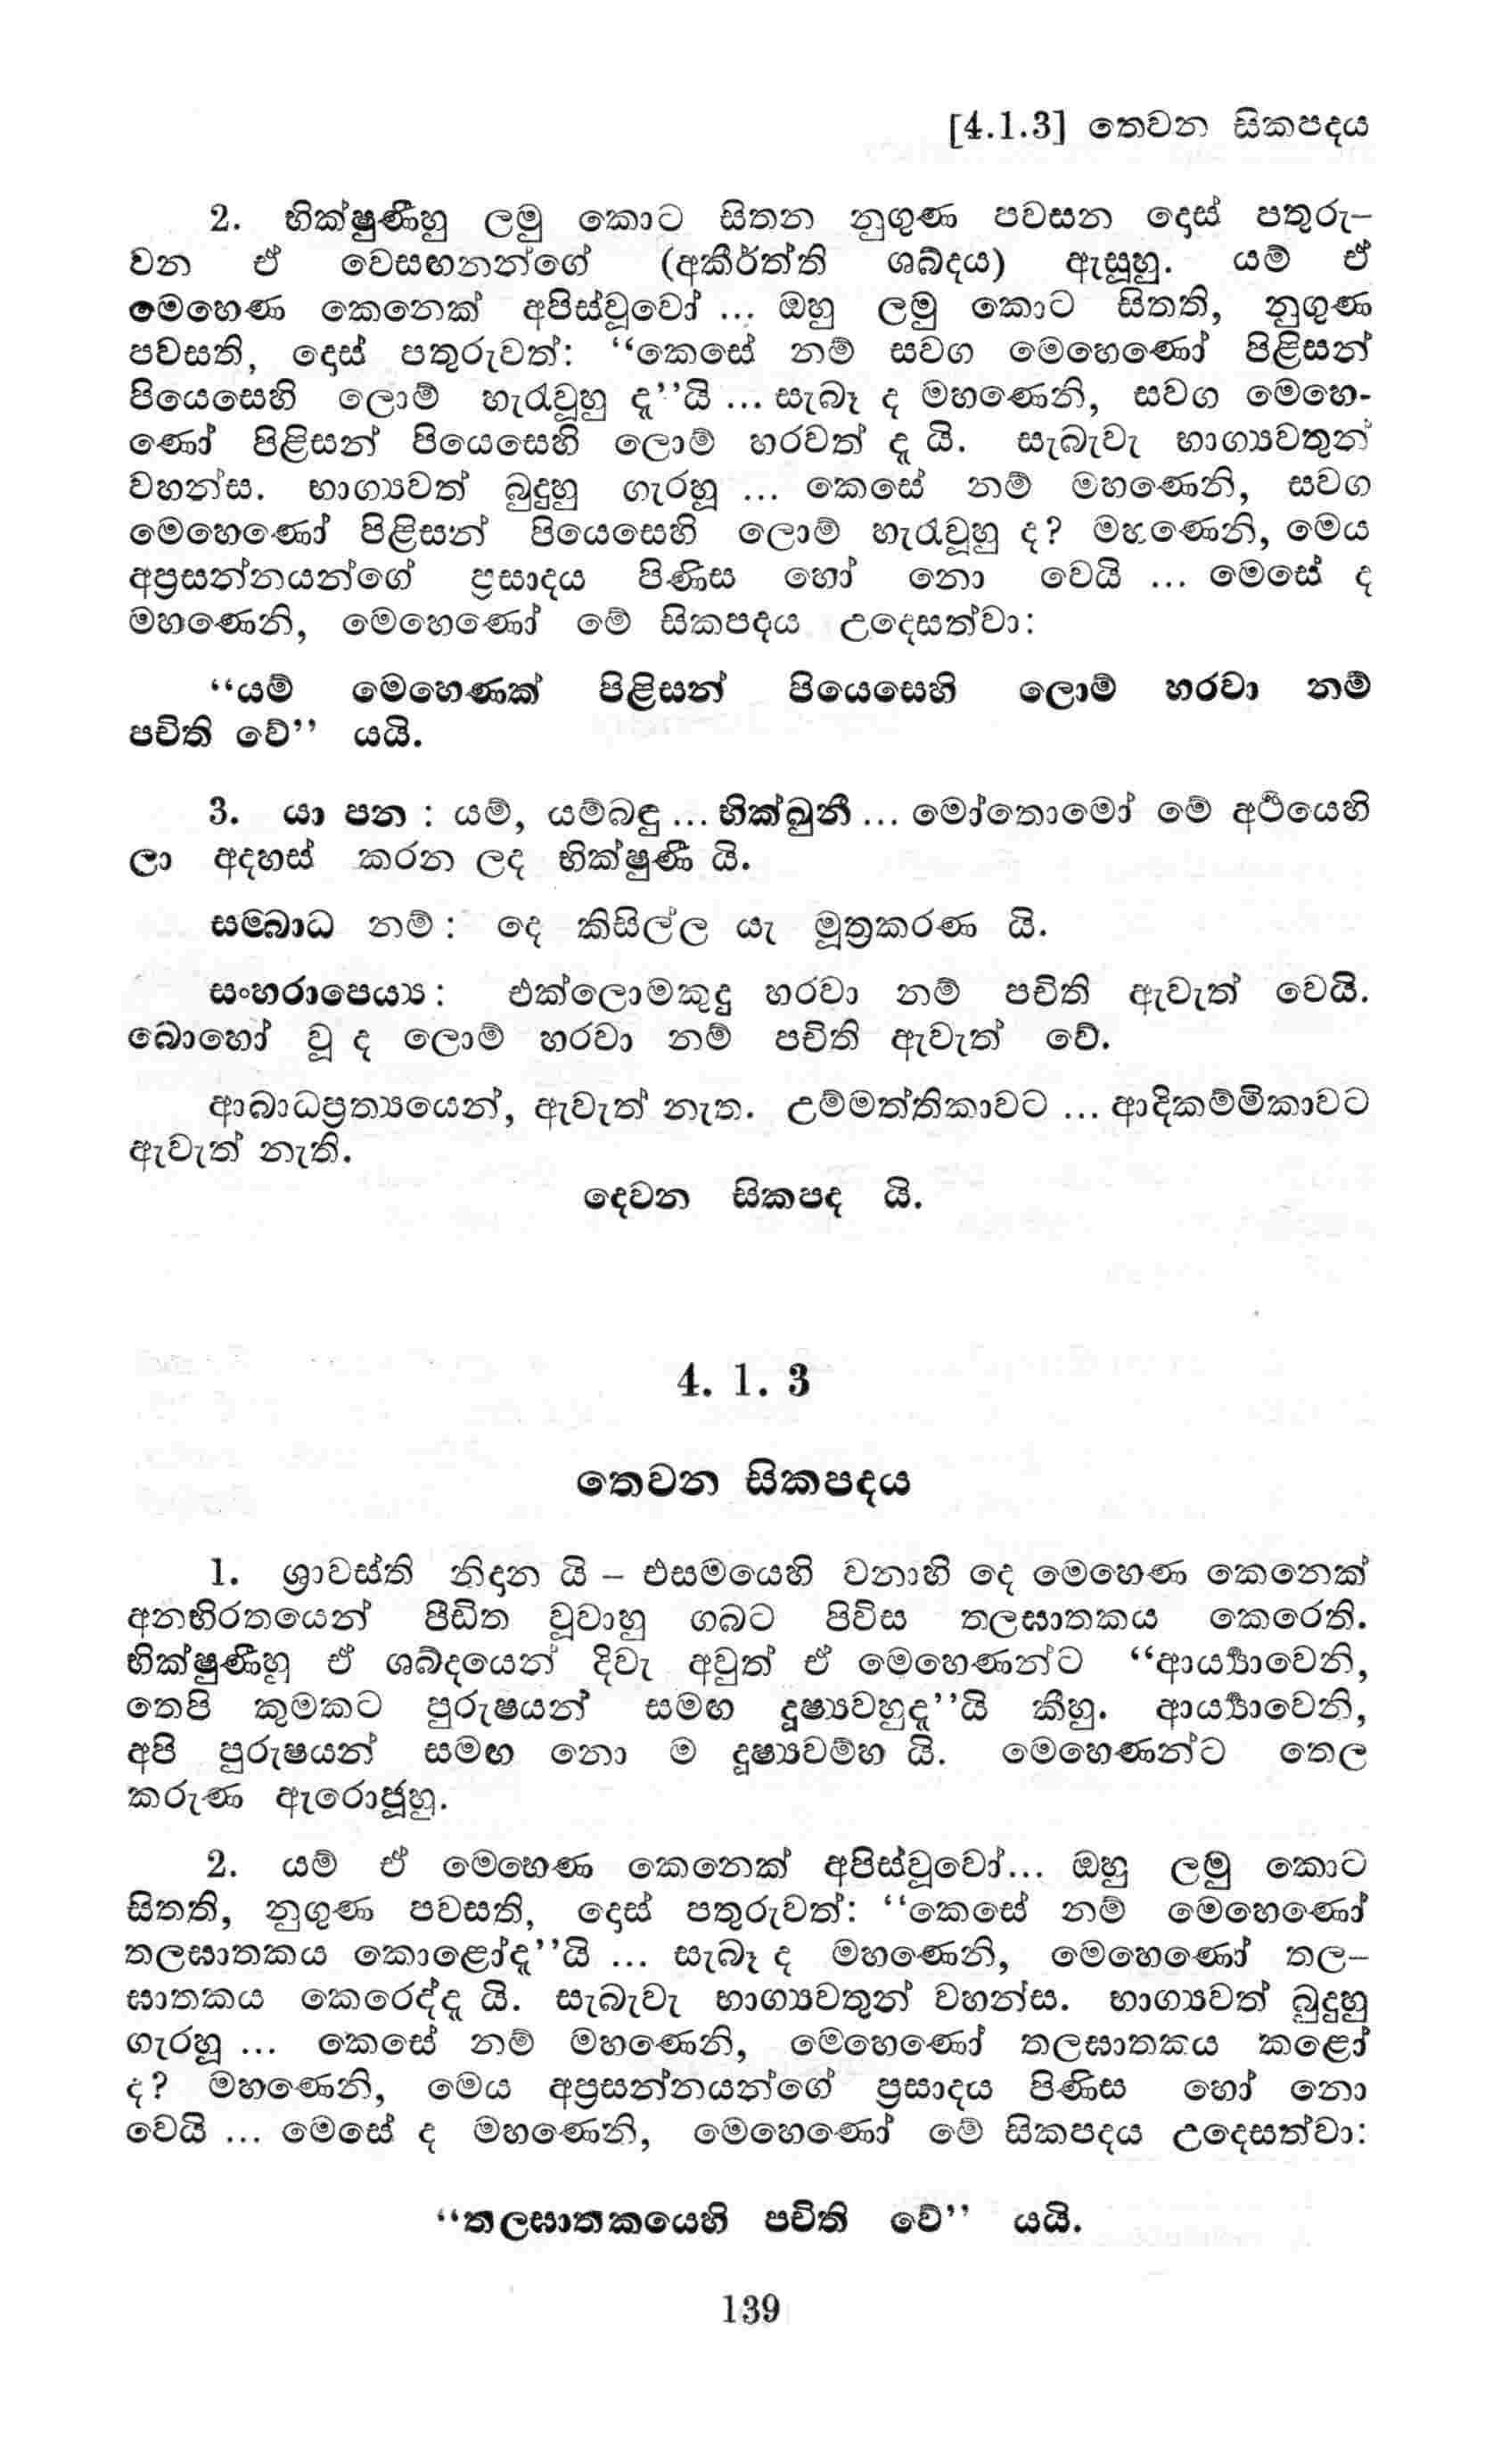 [4.1.3] තෙවන සිකපදය
2. භික්ෂුණීහු ලමු කොට සිතන නුගුණ පවසන දොස් පතුරු–
වන ඒ වෙසඟනන්ගේ (අකීර්ත්ති ශබ්දය) ඇසූහු. යම් ඒ
මෙහෙණ කෙනෙක් අපිස්වූවෝ ... ඔහු ලමු කොට සිතති, නුගුණ
පවසති, දොස් පතුරුවත්: “කෙසේ නම් සවග මෙහෙණෝ පිළිසන්
පියෙසෙහි ලොම් හැරැවූහු ද”යි ... සැබෑ ද මහණෙනි, සවග මෙහෙ-
ණෝ පිළිසන් පියෙසෙහි ලොම් හරවත් ද යි. සැබැවැ භාග්‍යවතුන්
වහන්ස. භාග්‍යවත් බුදුහු ගැරහූ ... කෙසේ නම් මහණෙනි, සවග
මෙහෙණෝ පිළිසන් පියෙසෙහි ලොම් හැරැවූහු ද? මහණෙනි, මෙය
අප්‍රසන්නයන්ගේ ප්‍රසාදය පිණිස හෝ නො වෙයි ... මෙසේ ද
මහණෙනි, මෙහෙණෝ මේ සිකපදය උදෙසත්වා:
“යම් මෙහෙණක් පිළිසන් පියෙසෙහි ලොම් හරවා නම්
පචිති වේ” යයි.
3. යා පන : යම්, යම්බඳු ... භික්ඛුනී ... මෝතොමෝ මේ අර්‍ථයෙහි
ලා අදහස් කරන ලද භික්ෂුණී යි.
සම්බාධ නම් : දෙ කිසිල්ල යැ මූත්‍රකරණ යි.
සංහරාපෙය්‍ය : එක්ලොමකුදු හරවා නම් පචිති ඇවැත් වෙයි.
බොහෝ වූ ද ලොම් හරවා නම් පචිති ඇවැත් වේ.
ආබාධප්‍රත්‍යයෙන්, ඇවැත් නැත. උම්මත්තිකාවට ... ආදිකම්මිකාවට
ඇවැත් නැති.
දෙවන සිකපද යි.
4. 1. 3
තෙවන සිකපදය
1. ශ්‍රාවස්ති නිදාන යි – එසමයෙහි වනාහි දෙ මෙහෙණ කෙනෙක්
අනභිරතයෙන් පීඩිත වූවාහු ගබට පිවිස තලඝාතකය කෙරෙති.
භික්ෂුණීහු ඒ ශබ්දයෙන් දිවැ අවුත් ඒ මෙහෙණන්ට “ආර්‍ය්‍යාවෙනි,
තෙපි කුමකට පුරුෂයන් සමඟ දූෂ්‍යවහුදැ”යි කීහු. ආර්‍ය්‍යාවෙනි,
අපි පුරුෂයන් සමඟ නො ම දූෂ්‍යවම්හ යි. මෙහෙණන්ට තෙල
කරුණ ඇරොජූහු.
2. යම් ඒ මෙහෙණ කෙනෙක් අපිස්වූවෝ... ඔහු ලමු කොට
සිතති, නුගුණ පවසති, දොස් පතුරුවත්: “කෙසේ නම් මෙහෙණෝ
තලඝාතකය කොළෝදැ”යි ... සැබෑ ද මහණෙනි, මෙහෙණෝ තල–
ඝාතකය කෙරෙද්ද යි. සැබැවැ භාග්‍යවතුන් වහන්ස. භාග්‍යවත් බුදුහු
ගැරහූ ... කෙසේ නම් මහණෙනි, මෙහෙණෝ තලඝාතකය කළෝ
ද? මහණෙනි, මෙය අප්‍රසන්නයන්ගේ ප්‍රසාදය පිණිස හෝ නො
වෙයි ... මෙසේ ද මහණෙනි, මෙහෙණෝ මේ සිකපදය උදෙසත්වා:
“තලඝාතකයෙහි පචිති වේ” යයි.
139